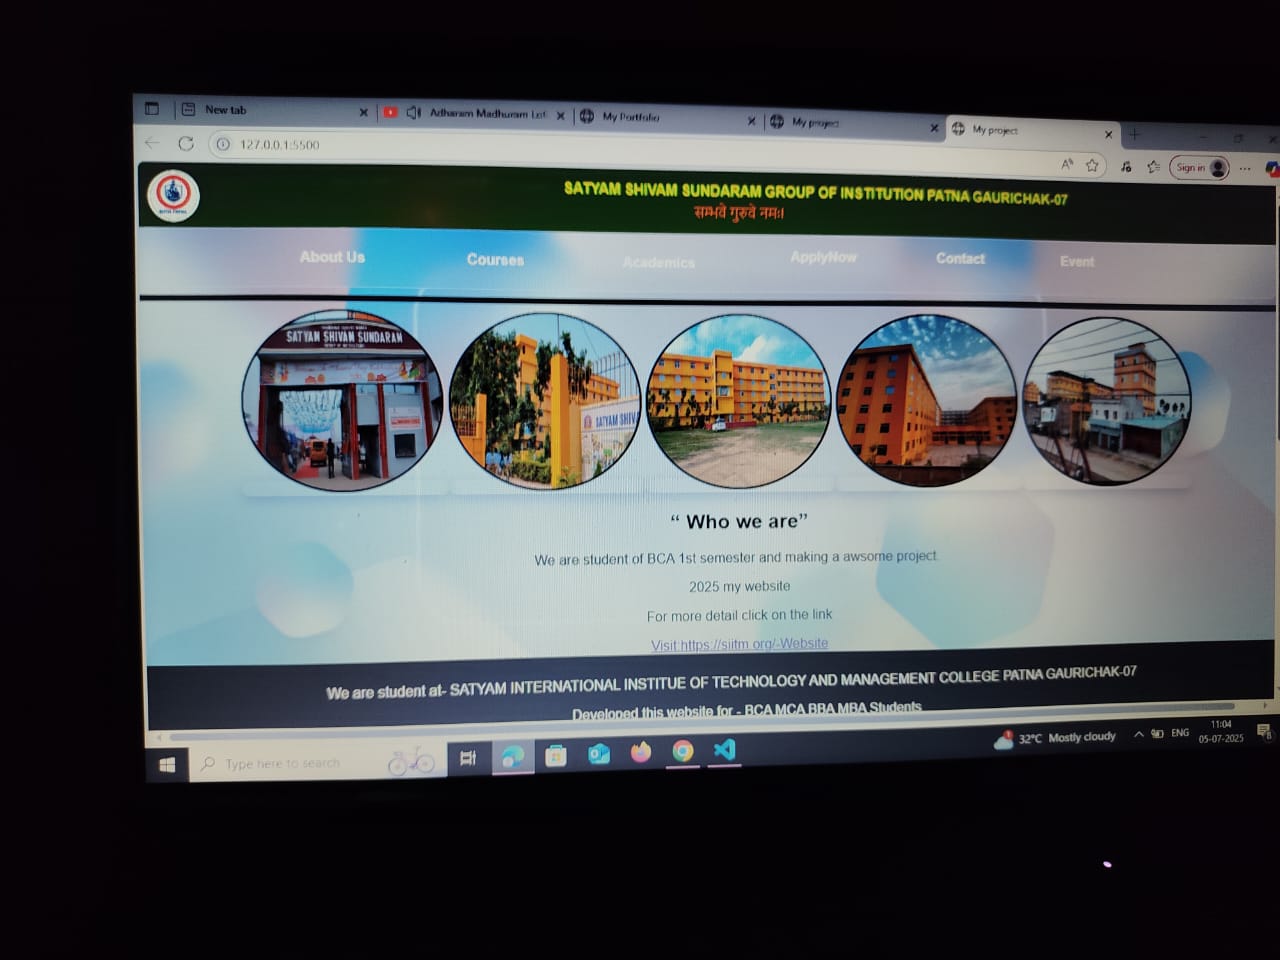 New tab
Adharam Madhuram
My Portfolio
My project
My project
127.0.0.1:5500
Sign in
SATYAM SHIVAM SUNDARAM GROUP OF INSTITUTION PATNA GAURICHAK-07
सम्भवे गुरुवे नमः।
About Us
Courses
Academics
ApplyNow
Contact
Event
SATYAM SHIVAM SUNDARAM
SATYAM SHIV
“ Who we are”
We are student of BCA 1st semester and making a awsome project.
2025 my website
For more detail click on the link
Visit:https://siitm.org/-Website
We are student at- SATYAM INTERNATIONAL INSTITUE OF TECHNOLOGY AND MANAGEMENT COLLEGE PATNA GAURICHAK-07
Developed this website for - BCA MCA BBA MBA Students
Type here to search
32°C Mostly cloudy
ENG
11:04
05-07-2025